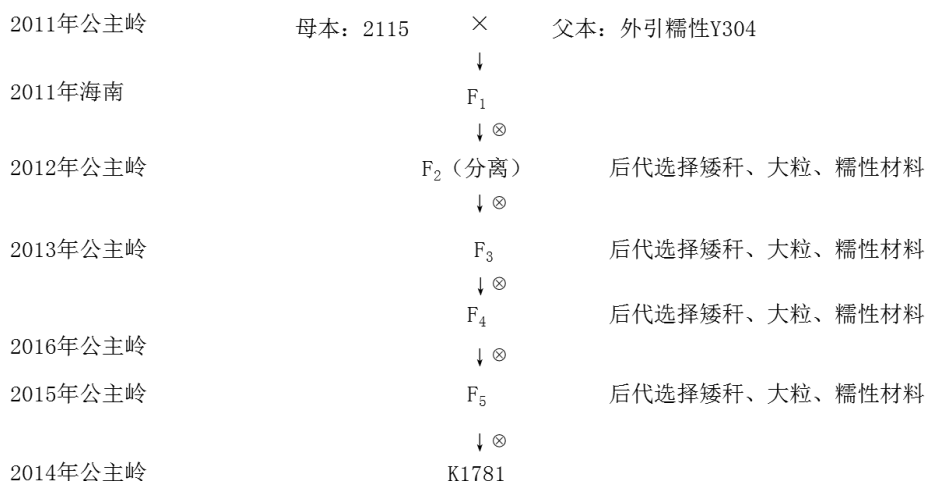 2011年公主岭 母本：2115 × 父本：外引糯性Y304
↓
2011年海南 F₁
↓⊗
2012年公主岭 F₂（分离） 后代选择矮秆、大粒、糯性材料
↓⊗
2013年公主岭 F₃ 后代选择矮秆、大粒、糯性材料
↓⊗
F₄ 后代选择矮秆、大粒、糯性材料
2016年公主岭 ↓⊗
2015年公主岭 F₅ 后代选择矮秆、大粒、糯性材料
↓⊗
2014年公主岭 K1781